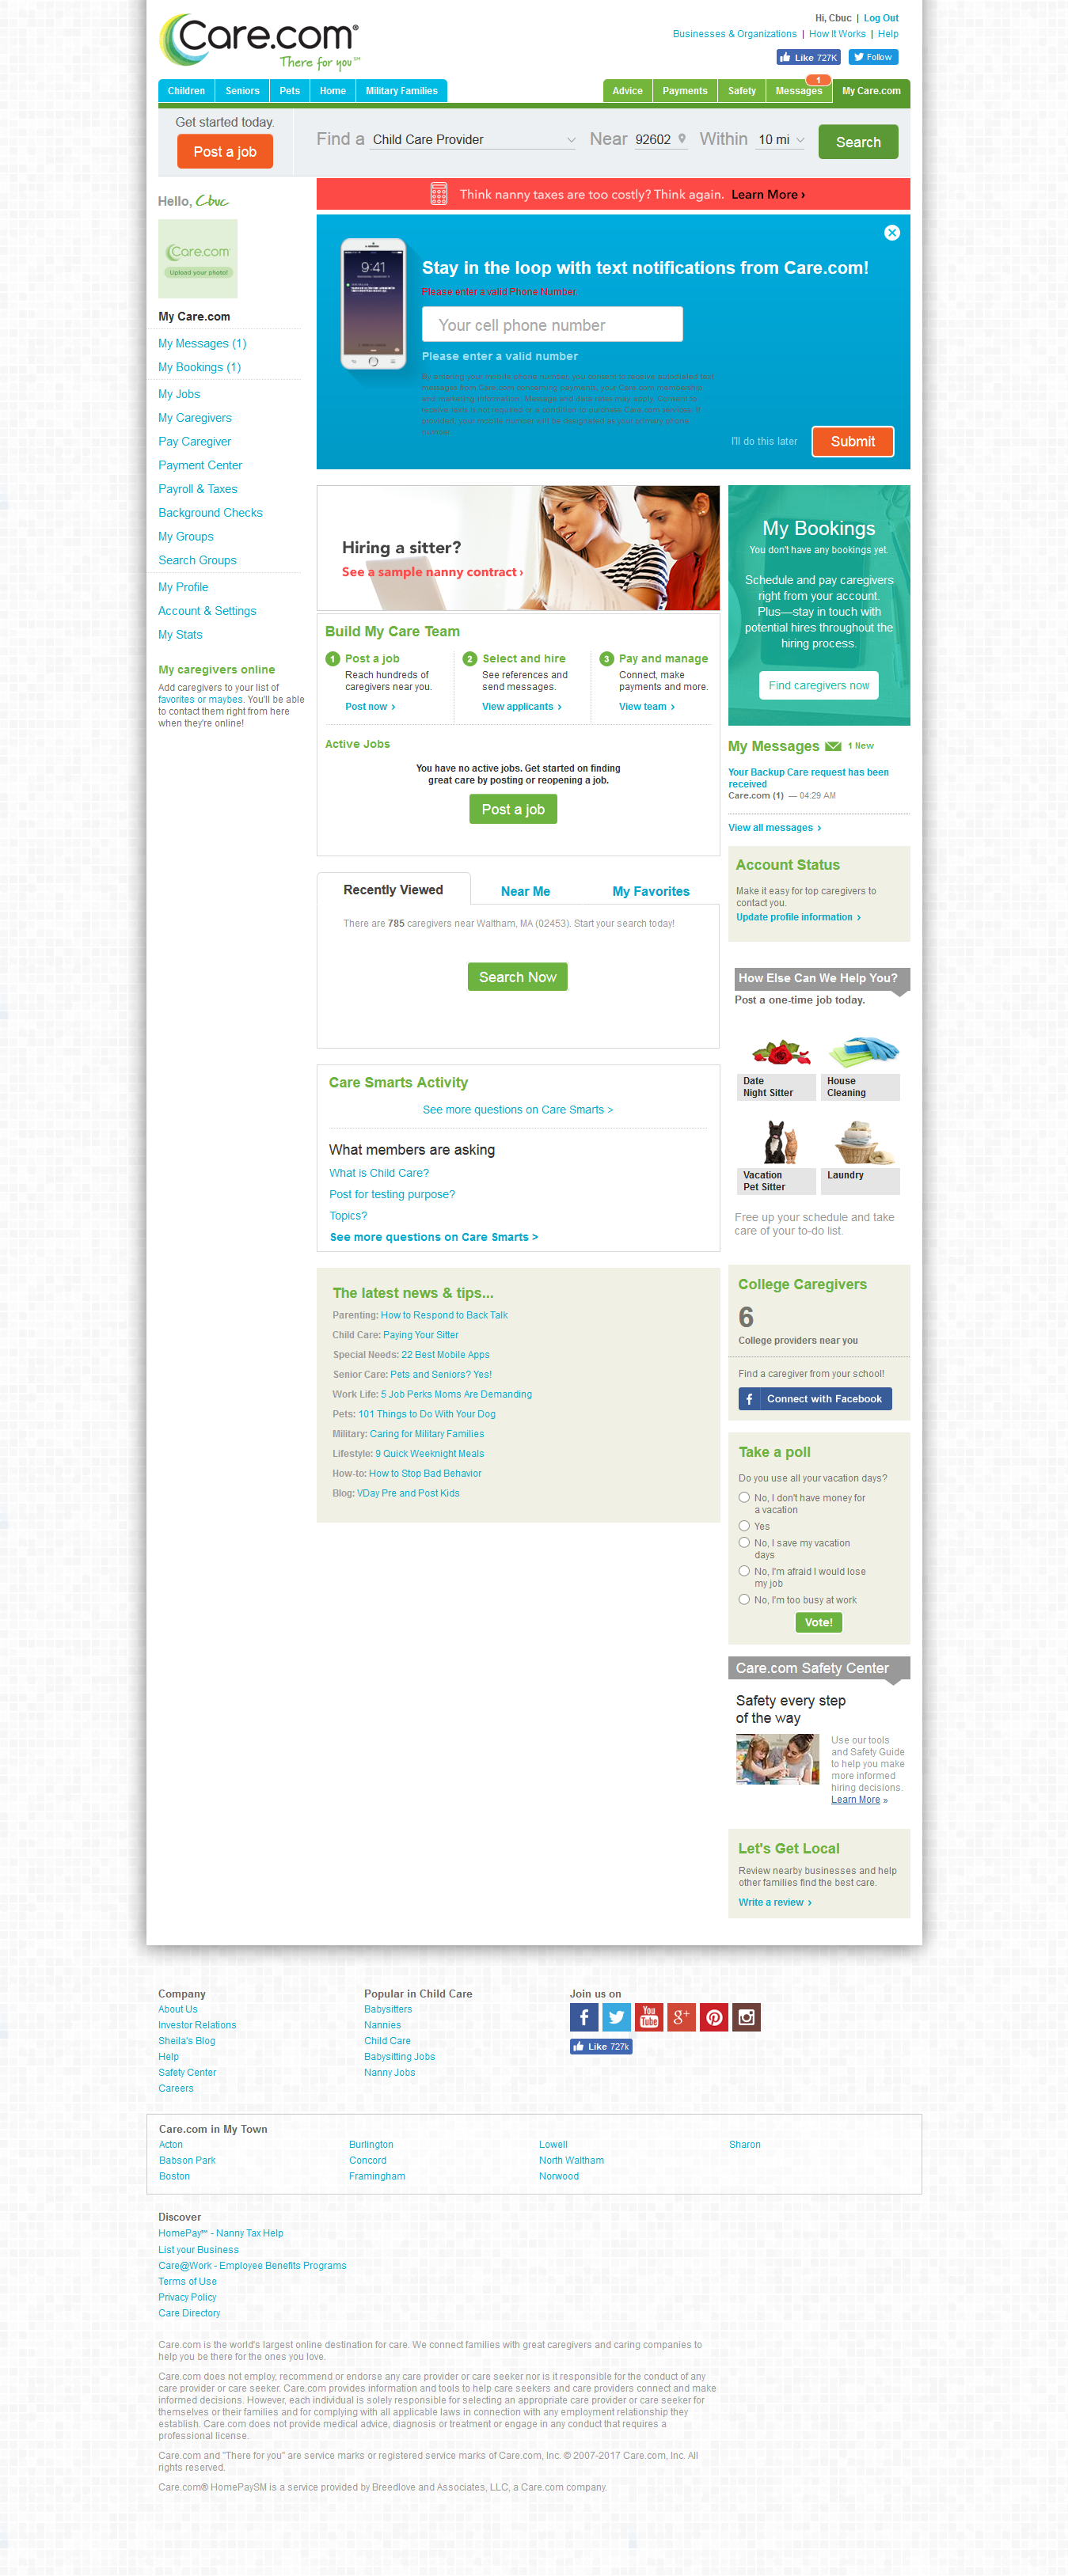 Care.com®
There for you℠
Hi, Cbuc | Log Out
Businesses & Organizations | How It Works | Help
Like 727K
Follow
Children Seniors Pets Home Military Families
Advice Payments Safety Messages 1 My Care.com
Get started today.
Post a job
Find a Child Care Provider Near 92602 Within 10 mi Search
Think nanny taxes are too costly? Think again. Learn More ›
Hello, Cbuc
Care.com
Upload your photo!
My Care.com
My Messages (1)
My Bookings (1)
My Jobs
My Caregivers
Pay Caregiver
Payment Center
Payroll & Taxes
Background Checks
My Groups
Search Groups
My Profile
Account & Settings
My Stats
My caregivers online
Add caregivers to your list of
favorites or maybes. You'll be able
to contact them right from here
when they're online!
9:41
Stay in the loop with text notifications from Care.com!
Please enter a valid Phone Number.
Your cell phone number
Please enter a valid number
By entering your mobile phone number, you consent to receive autodialed text
messages from Care.com concerning payments, your Care.com membership
and marketing information. Message and data rates may apply. Consent to
receive texts is not required or a condition to purchase Care.com services. If
provided, your mobile number will be designated as your primary phone
number.
I'll do this later
Submit
Hiring a sitter?
See a sample nanny contract ›
Build My Care Team
1 Post a job
Reach hundreds of
caregivers near you.
Post now ›
2 Select and hire
See references and
send messages.
View applicants ›
3 Pay and manage
Connect, make
payments and more.
View team ›
Active Jobs
You have no active jobs. Get started on finding
great care by posting or reopening a job.
Post a job
Recently Viewed Near Me My Favorites
There are 785 caregivers near Waltham, MA (02453). Start your search today!
Search Now
Care Smarts Activity
See more questions on Care Smarts >
What members are asking
What is Child Care?
Post for testing purpose?
Topics?
See more questions on Care Smarts >
The latest news & tips...
Parenting: How to Respond to Back Talk
Child Care: Paying Your Sitter
Special Needs: 22 Best Mobile Apps
Senior Care: Pets and Seniors? Yes!
Work Life: 5 Job Perks Moms Are Demanding
Pets: 101 Things to Do With Your Dog
Military: Caring for Military Families
Lifestyle: 9 Quick Weeknight Meals
How-to: How to Stop Bad Behavior
Blog: VDay Pre and Post Kids
My Bookings
You don't have any bookings yet.
Schedule and pay caregivers
right from your account.
Plus—stay in touch with
potential hires throughout the
hiring process.
Find caregivers now
My Messages 1 New
Your Backup Care request has been
received
Care.com (1) — 04:29 AM
View all messages ›
Account Status
Make it easy for top caregivers to
contact you.
Update profile information ›
How Else Can We Help You?
Post a one-time job today.
Date
Night Sitter
House
Cleaning
Vacation
Pet Sitter
Laundry
Free up your schedule and take
care of your to-do list.
College Caregivers
6
College providers near you
Find a caregiver from your school!
Connect with Facebook
Take a poll
Do you use all your vacation days?
No, I don't have money for
a vacation
Yes
No, I save my vacation
days
No, I'm afraid I would lose
my job
No, I'm too busy at work
Vote!
Care.com Safety Center
Safety every step
of the way
Use our tools
and Safety Guide
to help you make
more informed
hiring decisions.
Learn More »
Let's Get Local
Review nearby businesses and help
other families find the best care.
Write a review ›
Company
About Us
Investor Relations
Sheila's Blog
Help
Safety Center
Careers
Popular in Child Care
Babysitters
Nannies
Child Care
Babysitting Jobs
Nanny Jobs
Join us on
You
Tube
g+
Like 727k
Care.com in My Town
Acton Burlington Lowell Sharon
Babson Park Concord North Waltham
Boston Framingham Norwood
Discover
HomePay℠ - Nanny Tax Help
List your Business
Care@Work - Employee Benefits Programs
Terms of Use
Privacy Policy
Care Directory
Care.com is the world's largest online destination for care. We connect families with great caregivers and caring companies to
help you be there for the ones you love.
Care.com does not employ, recommend or endorse any care provider or care seeker nor is it responsible for the conduct of any
care provider or care seeker. Care.com provides information and tools to help care seekers and care providers connect and make
informed decisions. However, each individual is solely responsible for selecting an appropriate care provider or care seeker for
themselves or their families and for complying with all applicable laws in connection with any employment relationship they
establish. Care.com does not provide medical advice, diagnosis or treatment or engage in any conduct that requires a
professional license.
Care.com and "There for you" are service marks or registered service marks of Care.com, Inc. © 2007-2017 Care.com, Inc. All
rights reserved.
Care.com® HomePaySM is a service provided by Breedlove and Associates, LLC, a Care.com company.